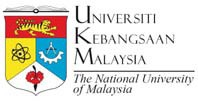 UNIVERSITI
KEBANGSAAN
MALAYSIA
The National University
of Malaysia